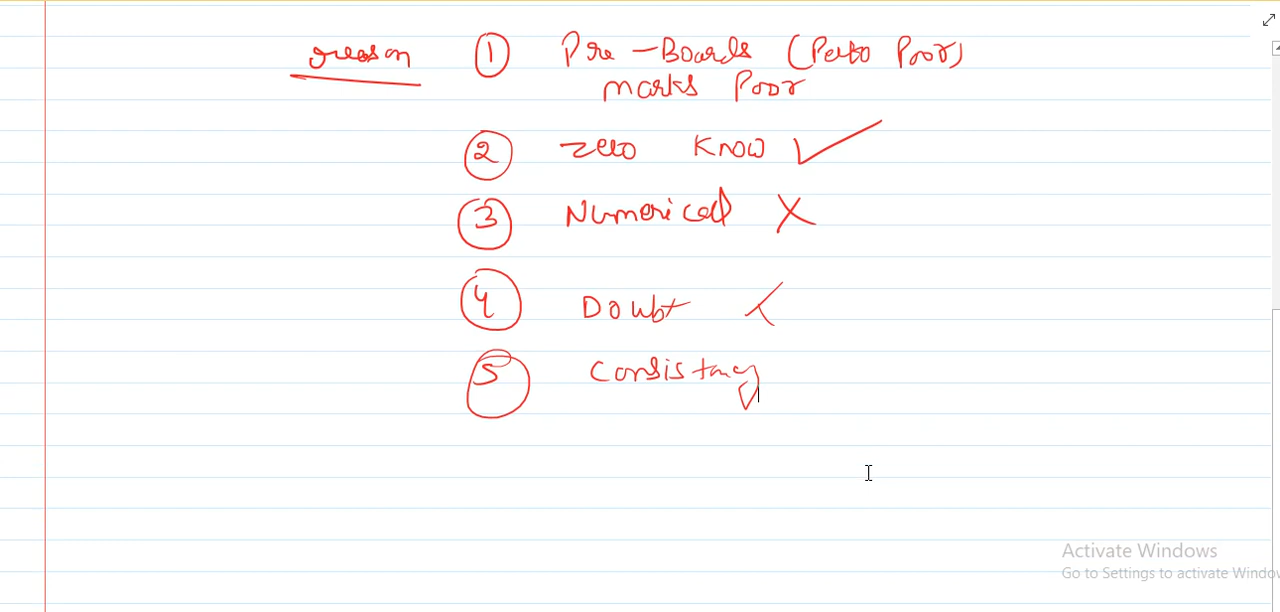 reason ① Pre-Boards (Perfo Poor)
marks Poor
② zero know ✓
③ Numerical X
④ Doubt
⑤ Consistancy
Activate Windows
Go to Settings to activate Windo